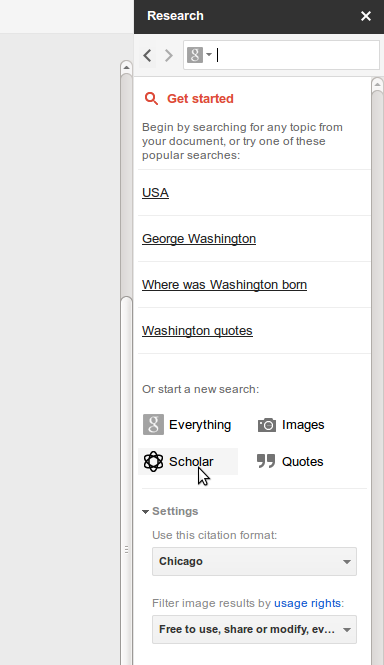 Research
Get started
Begin by searching for any topic from
your document, or try one of these
popular searches:
USA
George Washington
Where was Washington born
Washington quotes
Or start a new search:
Everything Images
Scholar Quotes
Settings
Use this citation format:
Chicago
Filter image results by usage rights:
Free to use, share or modify, ev...